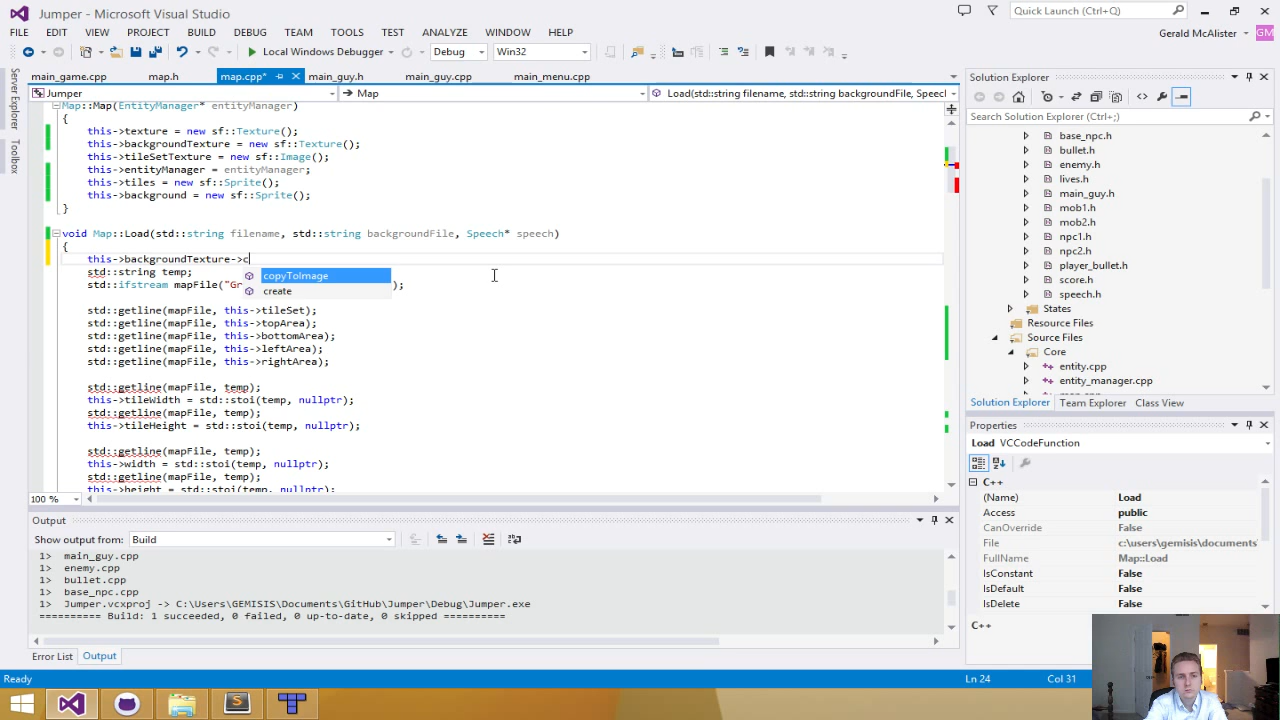 Jumper - Microsoft Visual Studio
Quick Launch (Ctrl+Q)
FILE EDIT VIEW PROJECT BUILD DEBUG TEAM TOOLS TEST ANALYZE WINDOW HELP
Gerald McAlister GM
Local Windows Debugger Debug Win32
Server Explorer
Toolbox
main_game.cpp map.h map.cpp* main_guy.h main_guy.cpp main_menu.cpp
Jumper Map Load(std::string filename, std::string backgroundFile, Speecl
Map::Map(EntityManager* entityManager)
{
this->texture = new sf::Texture();
this->backgroundTexture = new sf::Texture();
this->tileSetTexture = new sf::Image();
this->entityManager = entityManager;
this->tiles = new sf::Sprite();
this->background = new sf::Sprite();
}
void Map::Load(std::string filename, std::string backgroundFile, Speech* speech)
{
this->backgroundTexture->c
std::string temp;
std::ifstream mapFile("Gr );
copyToImage
create
std::getline(mapFile, this->tileSet);
std::getline(mapFile, this->topArea);
std::getline(mapFile, this->bottomArea);
std::getline(mapFile, this->leftArea);
std::getline(mapFile, this->rightArea);
std::getline(mapFile, temp);
this->tileWidth = std::stoi(temp, nullptr);
std::getline(mapFile, temp);
this->tileHeight = std::stoi(temp, nullptr);
std::getline(mapFile, temp);
this->width = std::stoi(temp, nullptr);
std::getline(mapFile, temp);
this->height = std::stoi(temp, nullptr);
100 %
Solution Explorer
Search Solution Explorer (Ctrl+;)
base_npc.h
bullet.h
enemy.h
lives.h
main_guy.h
mob1.h
mob2.h
npc1.h
npc2.h
player_bullet.h
score.h
speech.h
States
Resource Files
Source Files
Core
entity.cpp
entity_manager.cpp
Solution Explorer Team Explorer Class View
Properties
Load VCCodeFunction
C++
(Name) Load
Access public
CanOverride False
File c:\users\gemisis\documents
FullName Map::Load
IsConstant False
IsDefault False
IsDelete False
C++
Output
Show output from: Build
1> main_guy.cpp
1> enemy.cpp
1> bullet.cpp
1> base_npc.cpp
1> Jumper.vcxproj -> C:\Users\GEMISIS\Documents\GitHub\Jumper\Debug\Jumper.exe
========== Build: 1 succeeded, 0 failed, 0 up-to-date, 0 skipped ==========
Error List Output
Ready Ln 24 Col 31